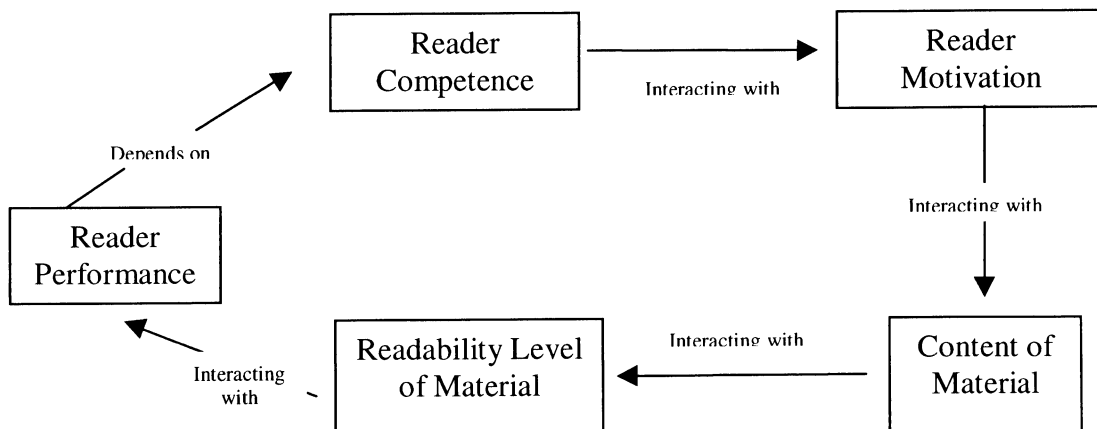 Reader
Competence
Interacting with
Reader
Motivation
Depends on
Interacting with
Reader
Performance
Interacting with
Content of
Material
Readability Level
of Material
Interacting
with